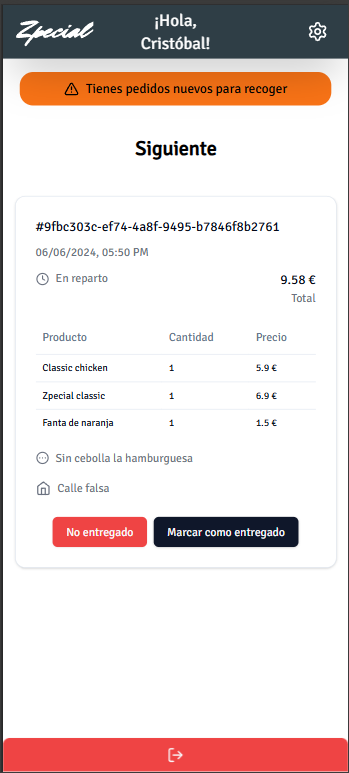 Zpecial
¡Hola,
Cristóbal!
Tienes pedidos nuevos para recoger
Siguiente
#9fbc303c-ef74-4a8f-9495-b7846f8b2761
06/06/2024, 05:50 PM
En reparto
9.58 €
Total
Producto Cantidad Precio
Classic chicken 1 5.9 €
Zpecial classic 1 6.9 €
Fanta de naranja 1 1.5 €
Sin cebolla la hamburguesa
Calle falsa
No entregado
Marcar como entregado